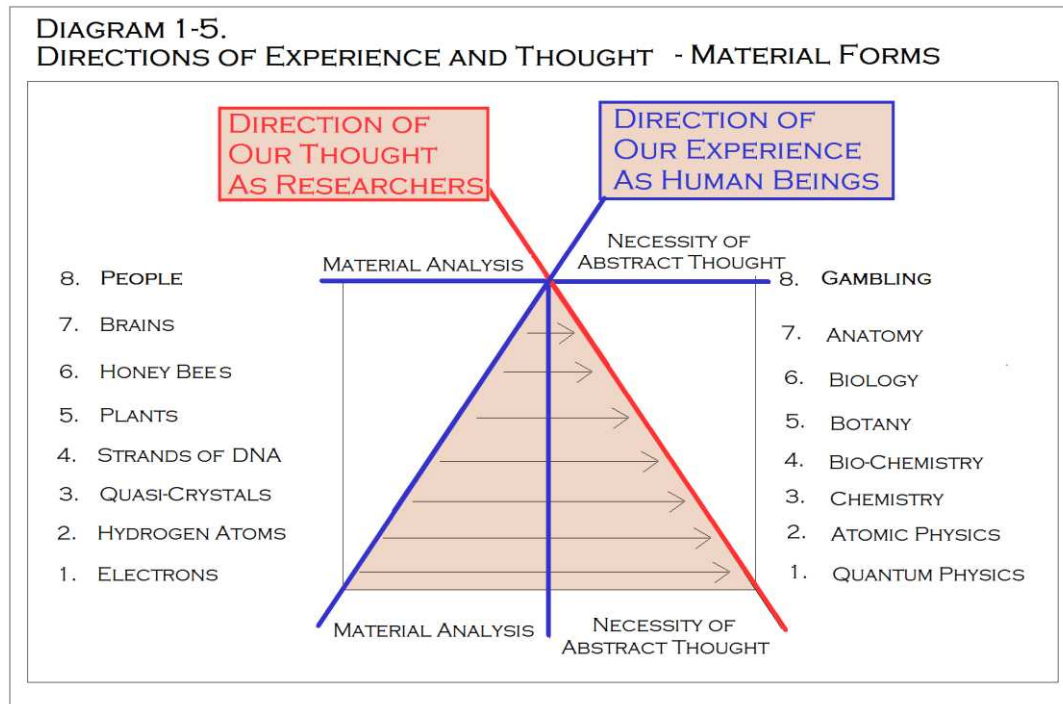 DIAGRAM 1-5.
DIRECTIONS OF EXPERIENCE AND THOUGHT - MATERIAL FORMS
DIRECTION OF
OUR THOUGHT
AS RESEARCHERS
DIRECTION OF
OUR EXPERIENCE
AS HUMAN BEINGS
MATERIAL ANALYSIS
NECESSITY OF
ABSTRACT THOUGHT
8. PEOPLE
7. BRAINS
6. HONEY BEES
5. PLANTS
4. STRANDS OF DNA
3. QUASI-CRYSTALS
2. HYDROGEN ATOMS
1. ELECTRONS
8. GAMBLING
7. ANATOMY
6. BIOLOGY
5. BOTANY
4. BIO-CHEMISTRY
3. CHEMISTRY
2. ATOMIC PHYSICS
1. QUANTUM PHYSICS
MATERIAL ANALYSIS
NECESSITY OF
ABSTRACT THOUGHT